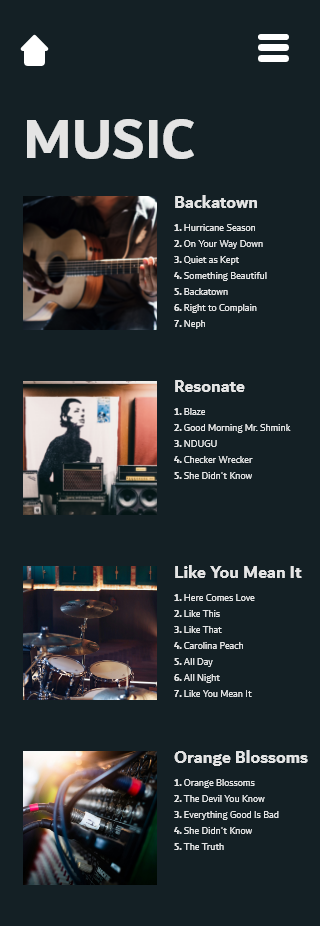 MUSIC
Backatown
1. Hurricane Season
2. On Your Way Down
3. Quiet as Kept
4. Something Beautiful
5. Backatown
6. Right to Complain
7. Neph
Resonate
1. Blaze
2. Good Morning Mr. Shmink
3. NDUGU
4. Checker Wrecker
5. She Didn't Know
Like You Mean It
1. Here Comes Love
2. Like This
3. Like That
4. Carolina Peach
5. All Day
6. All Night
7. Like You Mean It
Orange Blossoms
1. Orange Blossoms
2. The Devil You Know
3. Everything Good Is Bad
4. She Didn't Know
5. The Truth